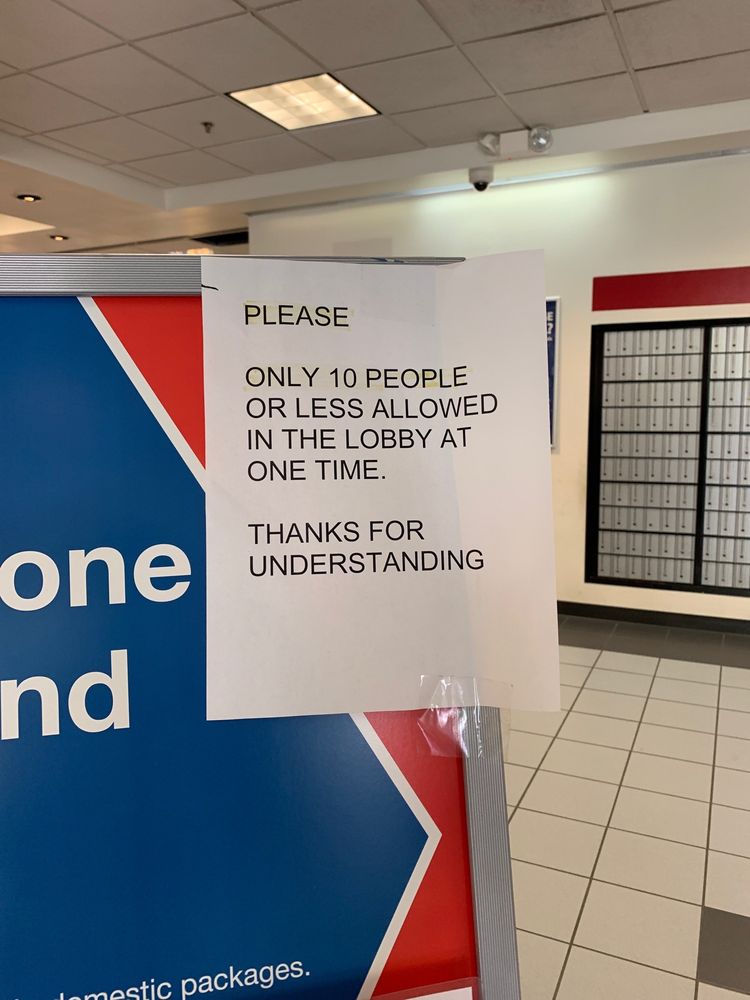 PLEASE
ONLY 10 PEOPLE
OR LESS ALLOWED
IN THE LOBBY AT
ONE TIME.
THANKS FOR
UNDERSTANDING
one
nd
domestic packages.